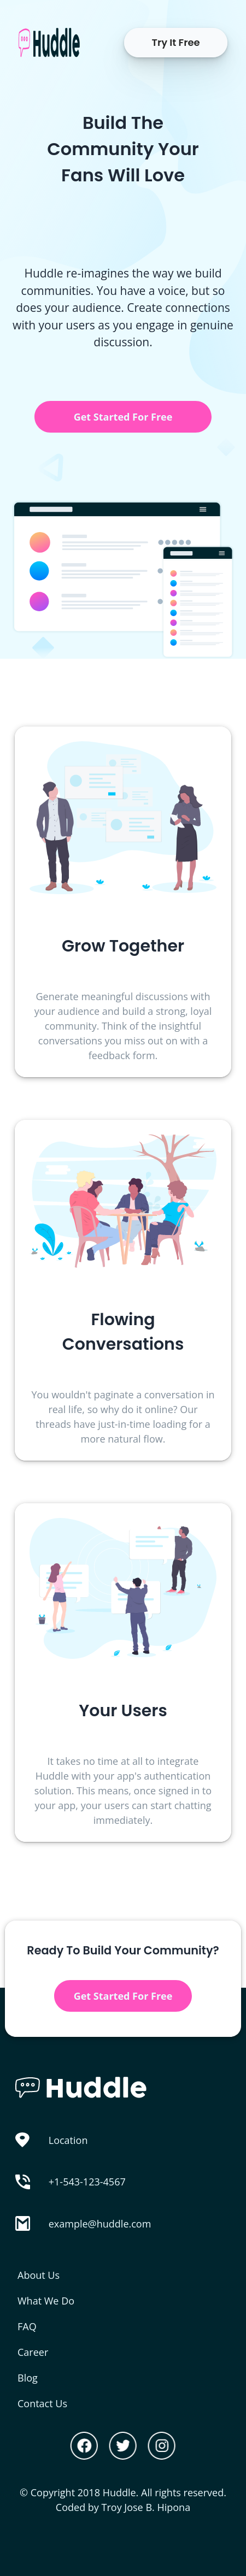 Huddle
Try It Free
Build The
Community Your
Fans Will Love
Huddle re-imagines the way we build
communities. You have a voice, but so
does your audience. Create connections
with your users as you engage in genuine
discussion.
Get Started For Free
Grow Together
Generate meaningful discussions with
your audience and build a strong, loyal
community. Think of the insightful
conversations you miss out on with a
feedback form.
Flowing
Conversations
You wouldn't paginate a conversation in
real life, so why do it online? Our
threads have just-in-time loading for a
more natural flow.
Your Users
It takes no time at all to integrate
Huddle with your app's authentication
solution. This means, once signed in to
your app, your users can start chatting
immediately.
Ready To Build Your Community?
Get Started For Free
Huddle
Location
+1-543-123-4567
example@huddle.com
About Us
What We Do
FAQ
Career
Blog
Contact Us
© Copyright 2018 Huddle. All rights reserved.
Coded by Troy Jose B. Hipona